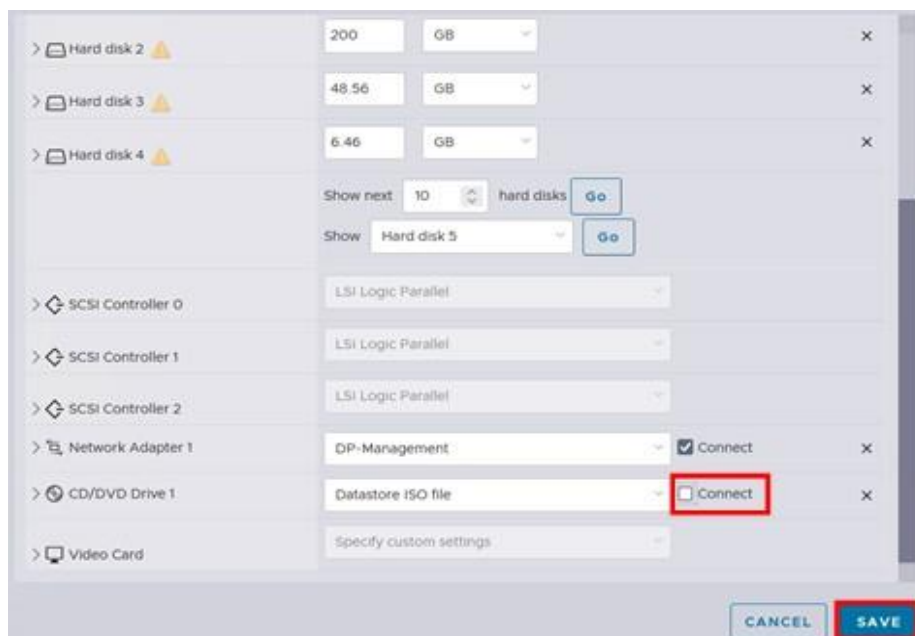 Hard disk 2 200 GB
Hard disk 3 48.56 GB
Hard disk 4 6.46 GB
Show next 10 hard disks Go
Show Hard disk 5 Go
SCSI Controller 0 LSI Logic Parallel
SCSI Controller 1 LSI Logic Parallel
SCSI Controller 2 LSI Logic Parallel
Network Adapter 1 DP-Management Connect
CD/DVD Drive 1 Datastore ISO file Connect
Video Card Specify custom settings
CANCEL SAVE